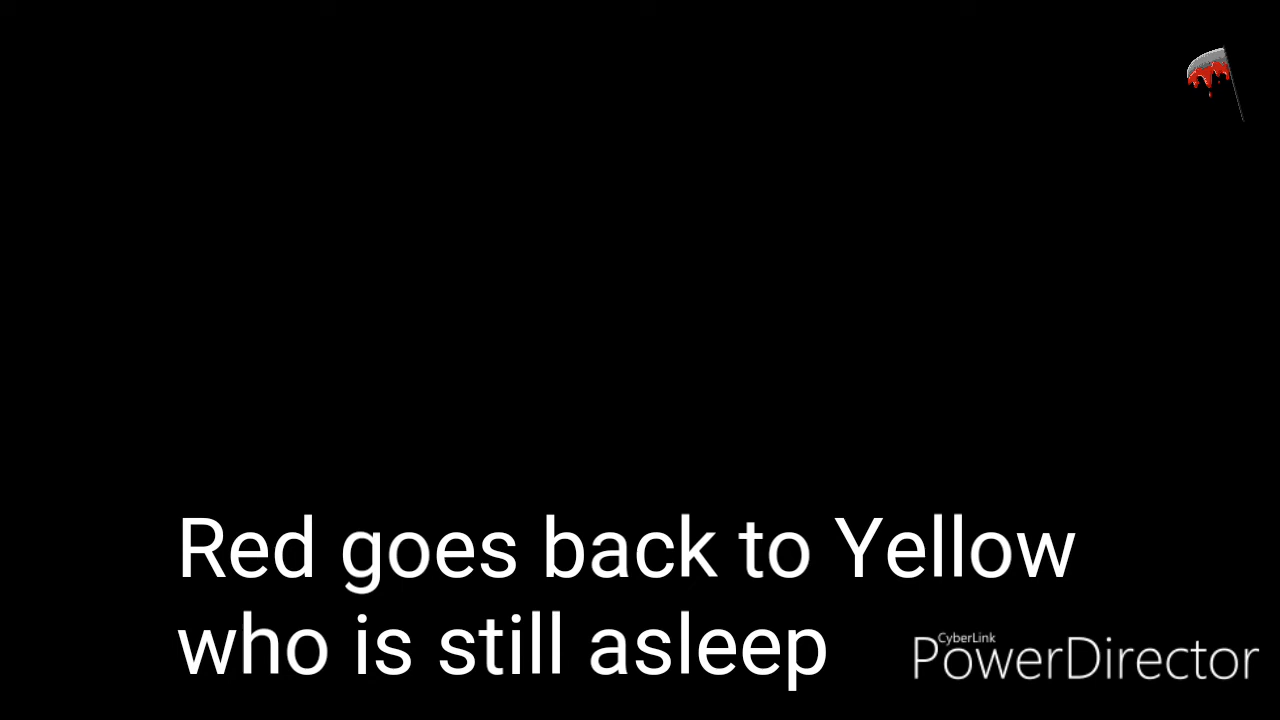 Red goes back to Yellow
who is still asleep
CyberLink
PowerDirector